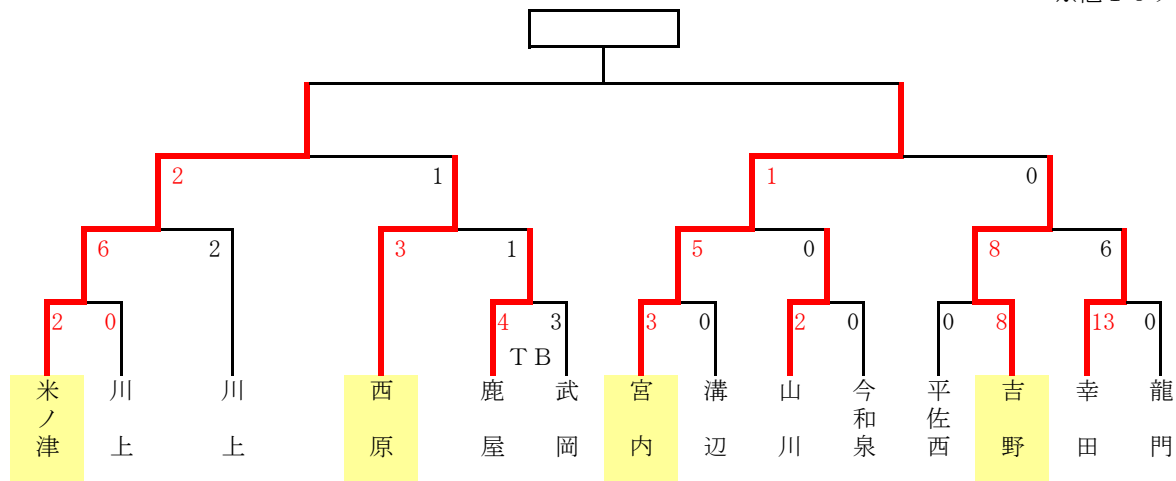 2 1 1 0
6 2 3 1 5 0 8 6
2 0 4 3 3 0 2 0 0 8 13 0
ＴＢ
米ノ津 川上 川上 西原 鹿屋 武岡 宮内 溝辺 山川 今和泉 平佐西 吉野 幸田 龍門